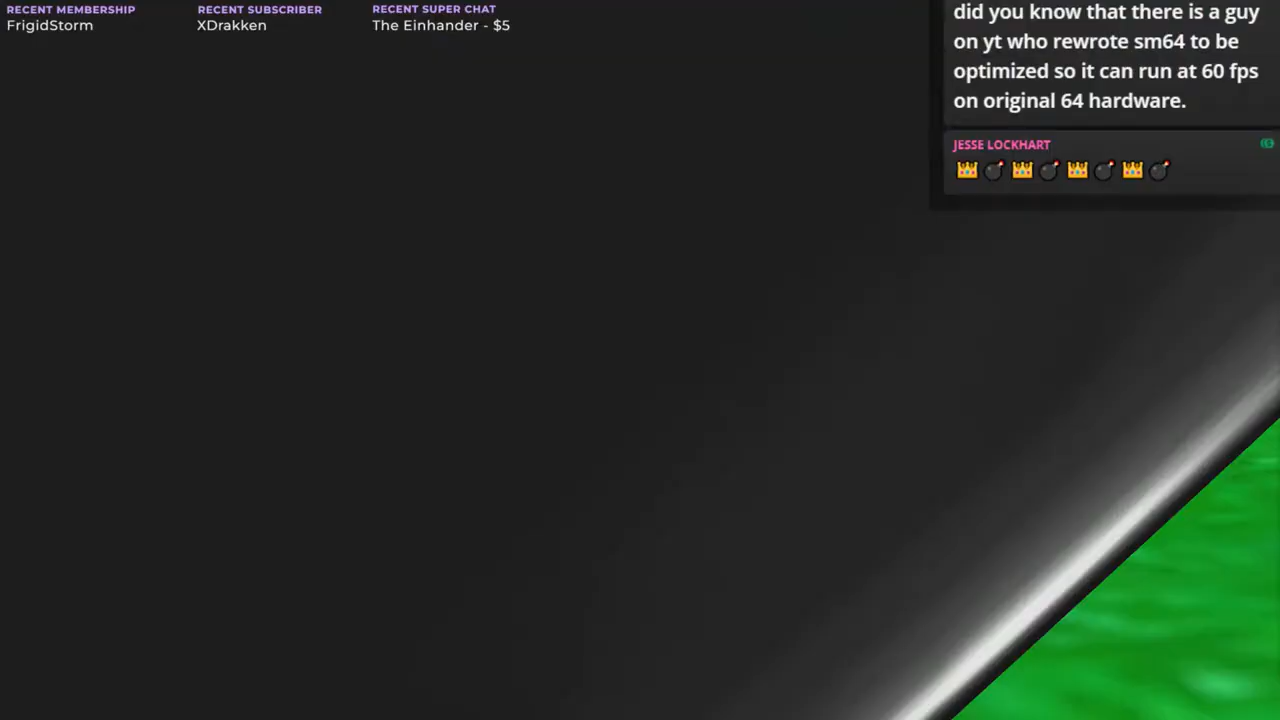 RECENT MEMBERSHIP
FrigidStorm
RECENT SUBSCRIBER
XDrakken
RECENT SUPER CHAT
The Einhander - $5
did you know that there is a guy
on yt who rewrote sm64 to be
optimized so it can run at 60 fps
on original 64 hardware.
JESSE LOCKHART
👑💣👑💣👑💣👑💣